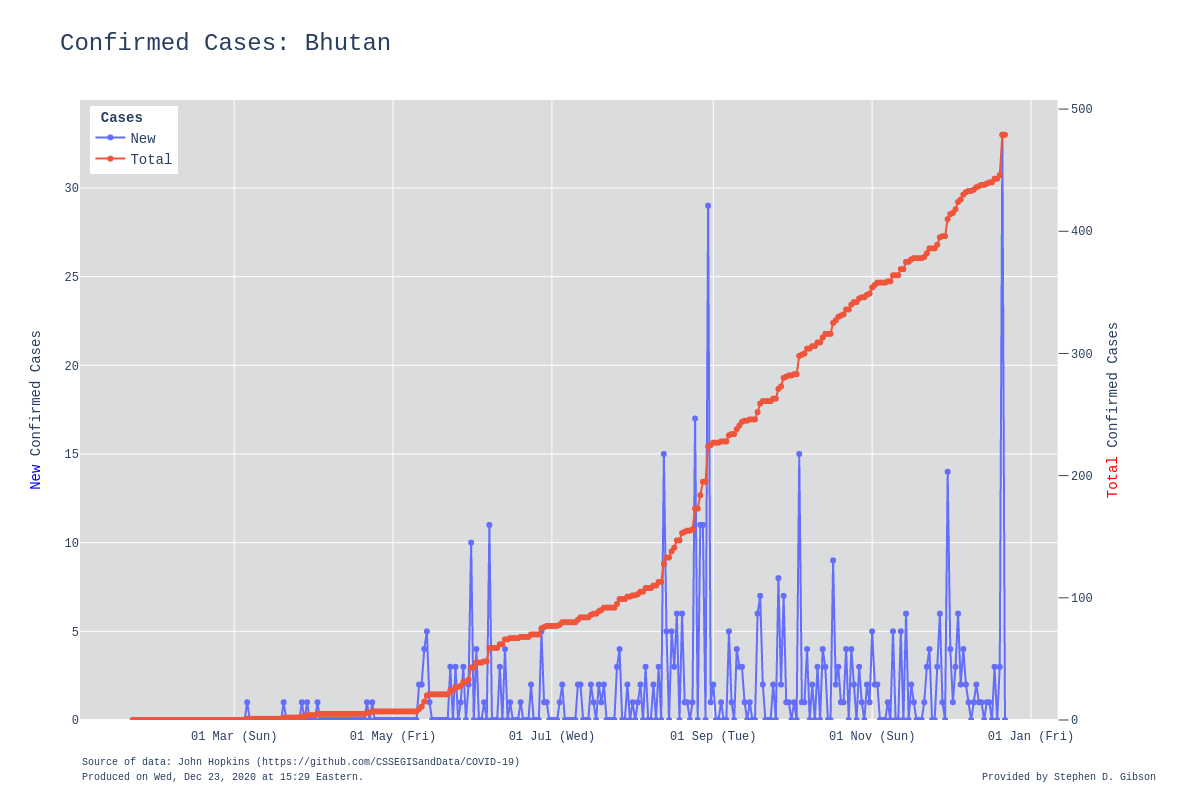 Confirmed Cases: Bhutan
Cases
New
Total
500
400
300
200
100
0
30
25
20
15
10
5
0
New Confirmed Cases
Total Confirmed Cases
01 Mar (Sun)
01 May (Fri)
01 Jul (Wed)
01 Sep (Tue)
01 Nov (Sun)
01 Jan (Fri)
Source of data: John Hopkins (https://github.com/CSSEGISandData/COVID-19)
Produced on Wed, Dec 23, 2020 at 15:29 Eastern.
Provided by Stephen D. Gibson